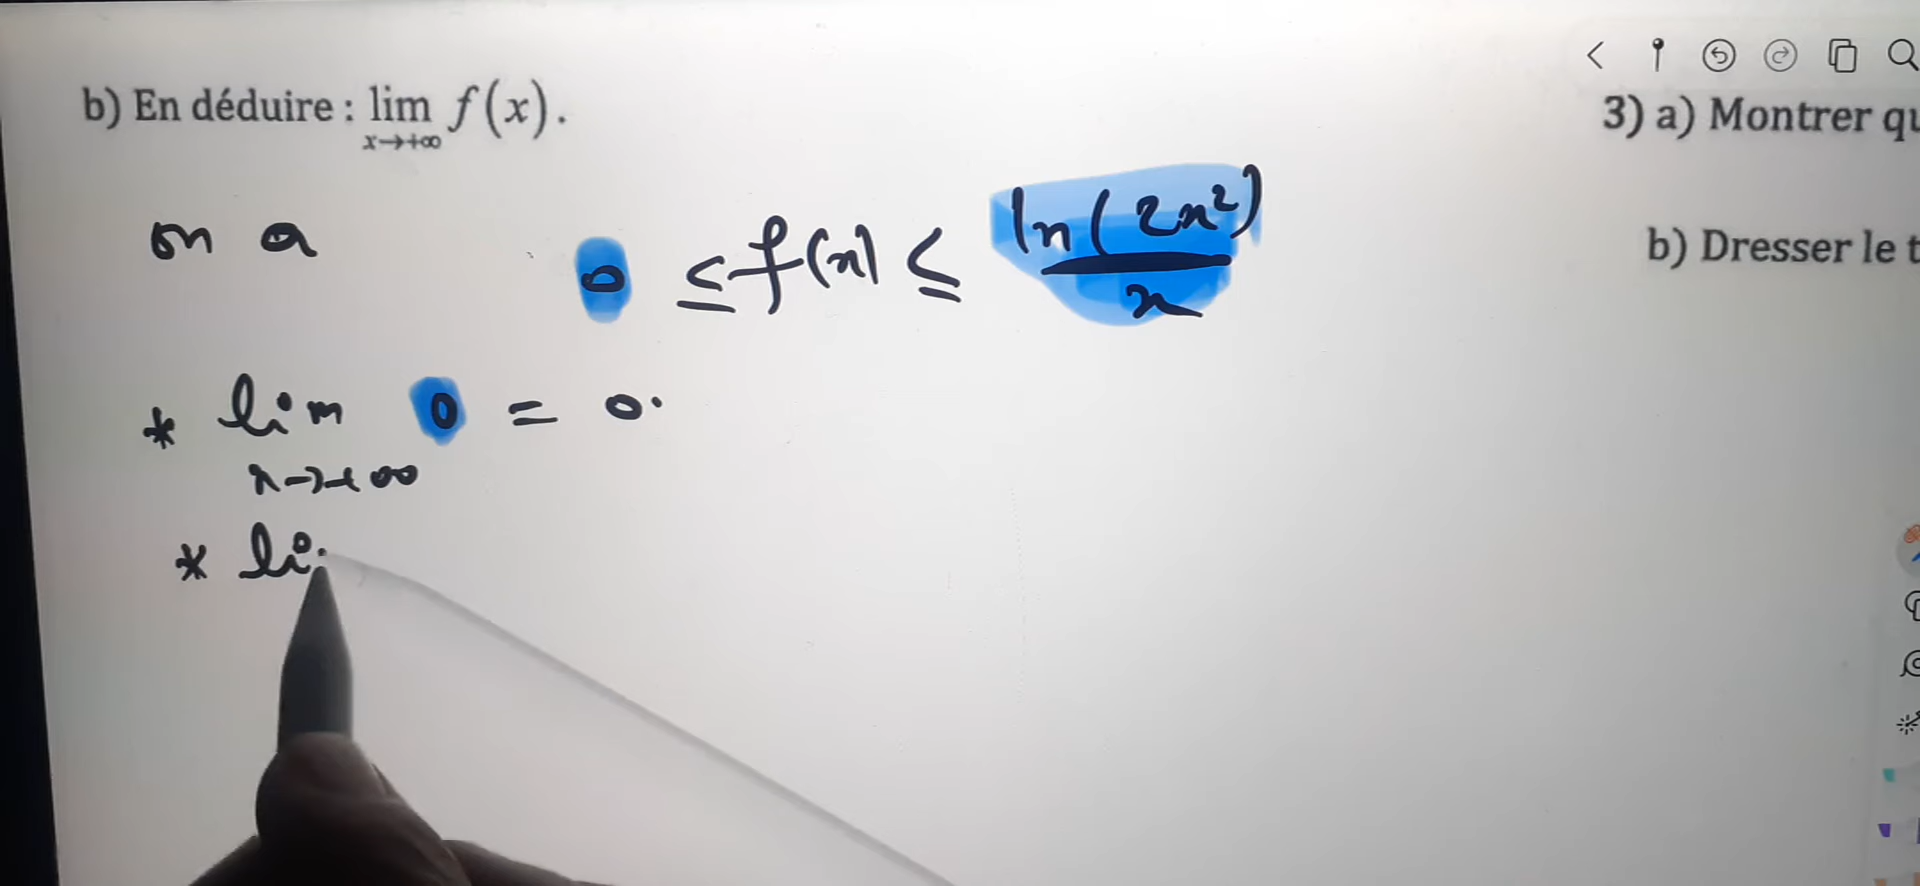 b) En déduire : lim f(x).
x→+∞
3) a) Montrer qu
b) Dresser le t
on a 0 ≤ f(x) ≤ ln(2x²)/x
* lim 0 = 0.
x→+∞
* li